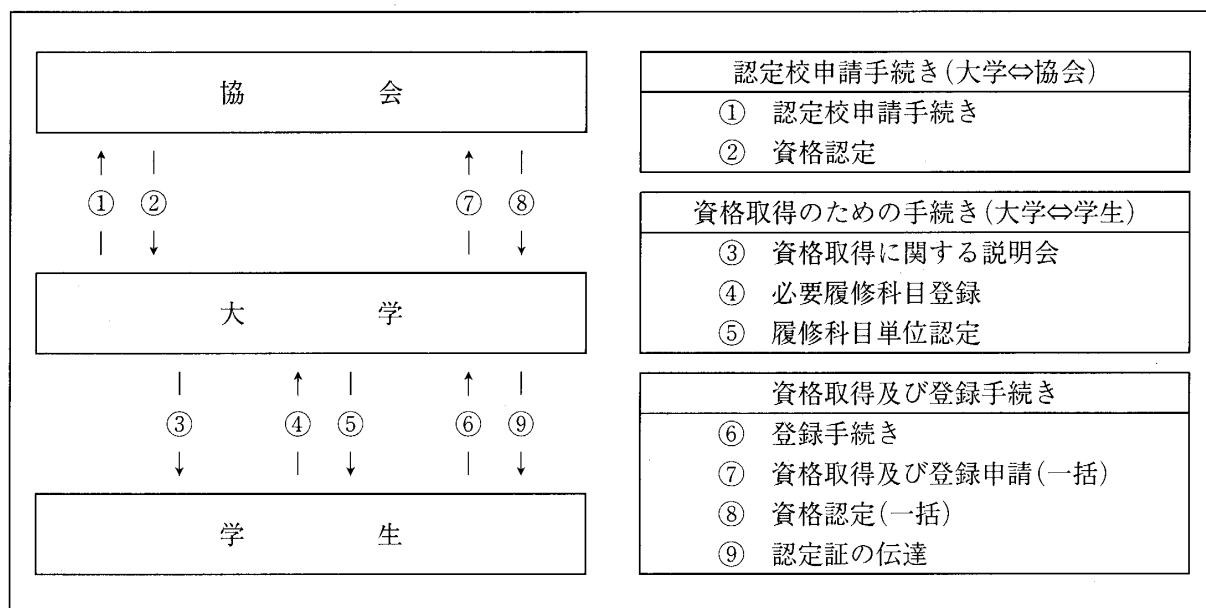 協会
① ② ⑦ ⑧
大学
③ ④ ⑤ ⑥ ⑨
学生
認定校申請手続き(大学⇔協会)
① 認定校申請手続き
② 資格認定
資格取得のための手続き(大学⇔学生)
③ 資格取得に関する説明会
④ 必要履修科目登録
⑤ 履修科目単位認定
資格取得及び登録手続き
⑥ 登録手続き
⑦ 資格取得及び登録申請(一括)
⑧ 資格認定(一括)
⑨ 認定証の伝達